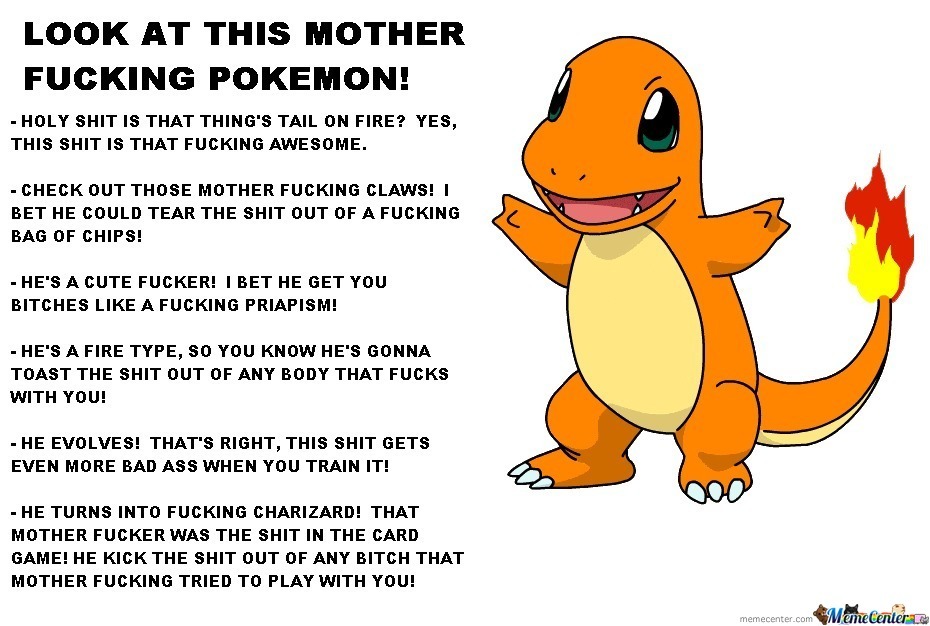 LOOK AT THIS MOTHER
FUCKING POKEMON!
- HOLY SHIT IS THAT THING'S TAIL ON FIRE?  YES,
THIS SHIT IS THAT FUCKING AWESOME.
- CHECK OUT THOSE MOTHER FUCKING CLAWS!  I
BET HE COULD TEAR THE SHIT OUT OF A FUCKING
BAG OF CHIPS!
- HE'S A CUTE FUCKER!  I BET HE GET YOU
BITCHES LIKE A FUCKING PRIAPISM!
- HE'S A FIRE TYPE, SO YOU KNOW HE'S GONNA
TOAST THE SHIT OUT OF ANY BODY THAT FUCKS
WITH YOU!
- HE EVOLVES!  THAT'S RIGHT, THIS SHIT GETS
EVEN MORE BAD ASS WHEN YOU TRAIN IT!
- HE TURNS INTO FUCKING CHARIZARD!  THAT
MOTHER FUCKER WAS THE SHIT IN THE CARD
GAME! HE KICK THE SHIT OUT OF ANY BITCH THAT
MOTHER FUCKING TRIED TO PLAY WITH YOU!
memecenter.com MemeCenter